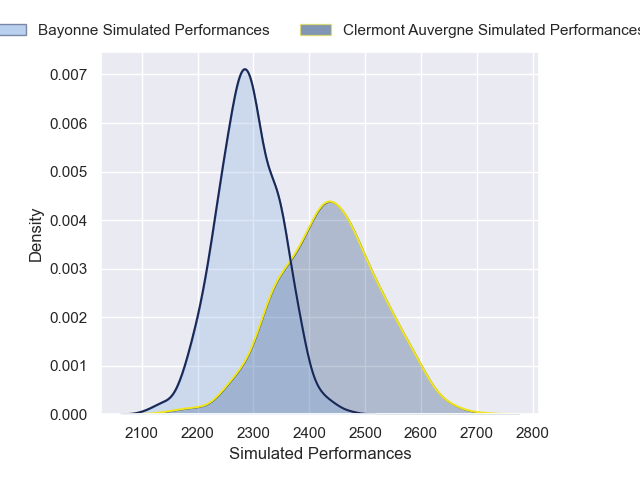 Bayonne Simulated Performances
Clermont Auvergne Simulated Performances
0.007
0.006
0.005
0.004
0.003
0.002
0.001
0.000
Density
2100 2200 2300 2400 2500 2600 2700 2800
Simulated Performances